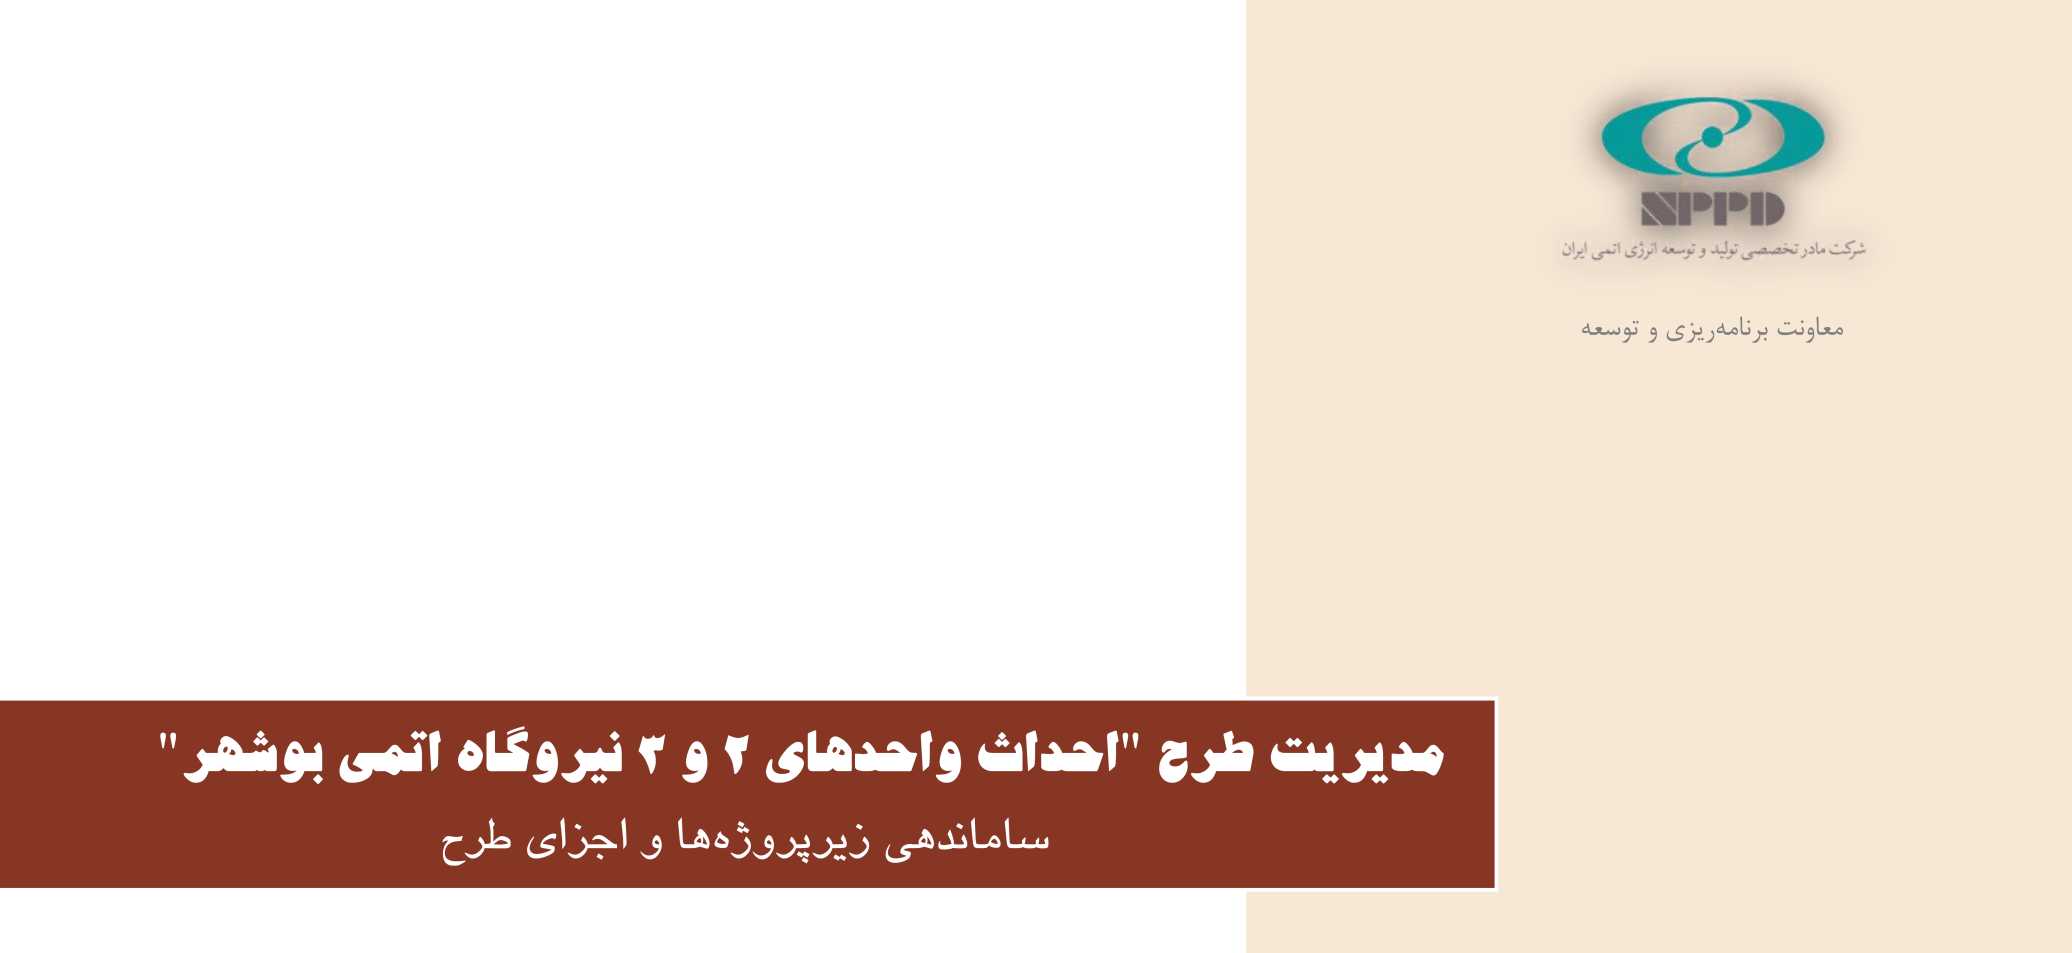 NPPD
شرکت مادر تخصصی تولید و توسعه انرژی اتمی ایران
معاونت برنامه‌ریزی و توسعه
مدیریت طرح "احداث واحدهای ۲ و ۳ نیروگاه اتمی بوشهر"
ساماندهی زیرپروژه‌ها و اجزای طرح